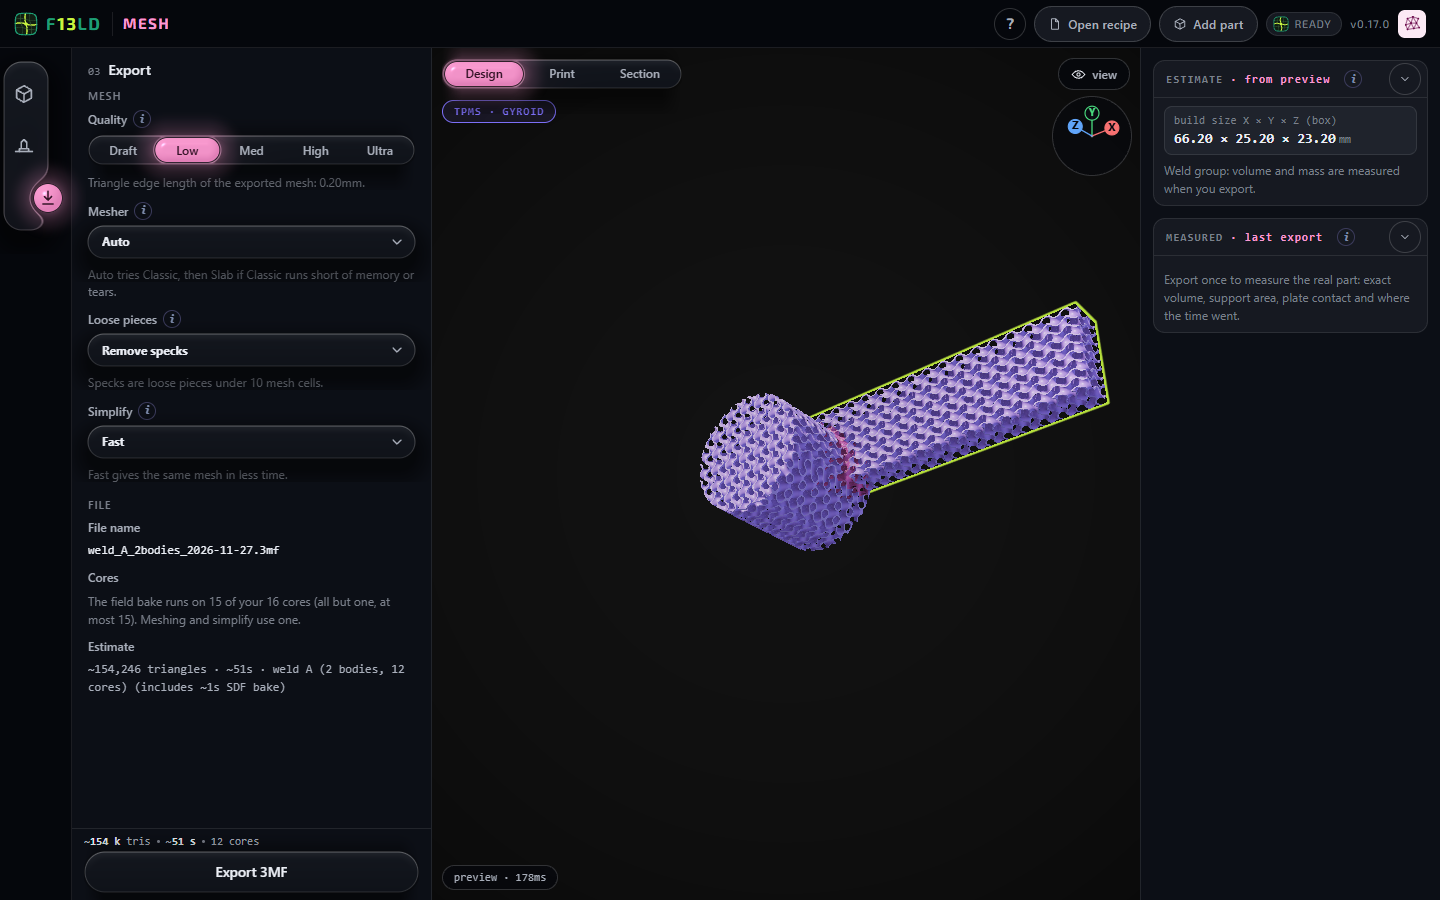 F13LD MESH
? Open recipe Add part READY v0.17.0
03 Export
MESH
Quality i
Draft Low Med High Ultra
Triangle edge length of the exported mesh: 0.20mm.
Mesher i
Auto
Auto tries Classic, then Slab if Classic runs short of memory or
tears.
Loose pieces i
Remove specks
Specks are loose pieces under 10 mesh cells.
Simplify i
Fast
Fast gives the same mesh in less time.
FILE
File name
weld_A_2bodies_2026-11-27.3mf
Cores
The field bake runs on 15 of your 16 cores (all but one, at
most 15). Meshing and simplify use one.
Estimate
~154,246 triangles · ~51s · weld A (2 bodies, 12
cores) (includes ~1s SDF bake)
~154 k tris • ~51 s • 12 cores
Export 3MF
Design Print Section
TPMS · GYROID
view
Y
Z X
preview · 178ms
ESTIMATE · from preview i
build size X × Y × Z (box)
66.20 × 25.20 × 23.20 mm
Weld group: volume and mass are measured
when you export.
MEASURED · last export i
Export once to measure the real part: exact
volume, support area, plate contact and where
the time went.